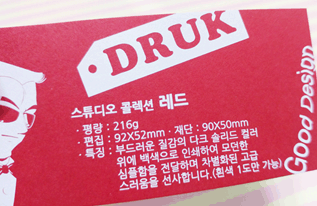 DRUK
스튜디오 콜렉션 레드
· 평량 : 216g
· 편집 : 92X52mm · 재단 : 90X50mm
· 특징 : 부드러운 질감의 다크 솔리드 컬러
위에 백색으로 인쇄하여 모던한
심플함을 전달하며 차별화된 고급
스러움을 선사합니다.(흰색 1도만 가능)
Good Design